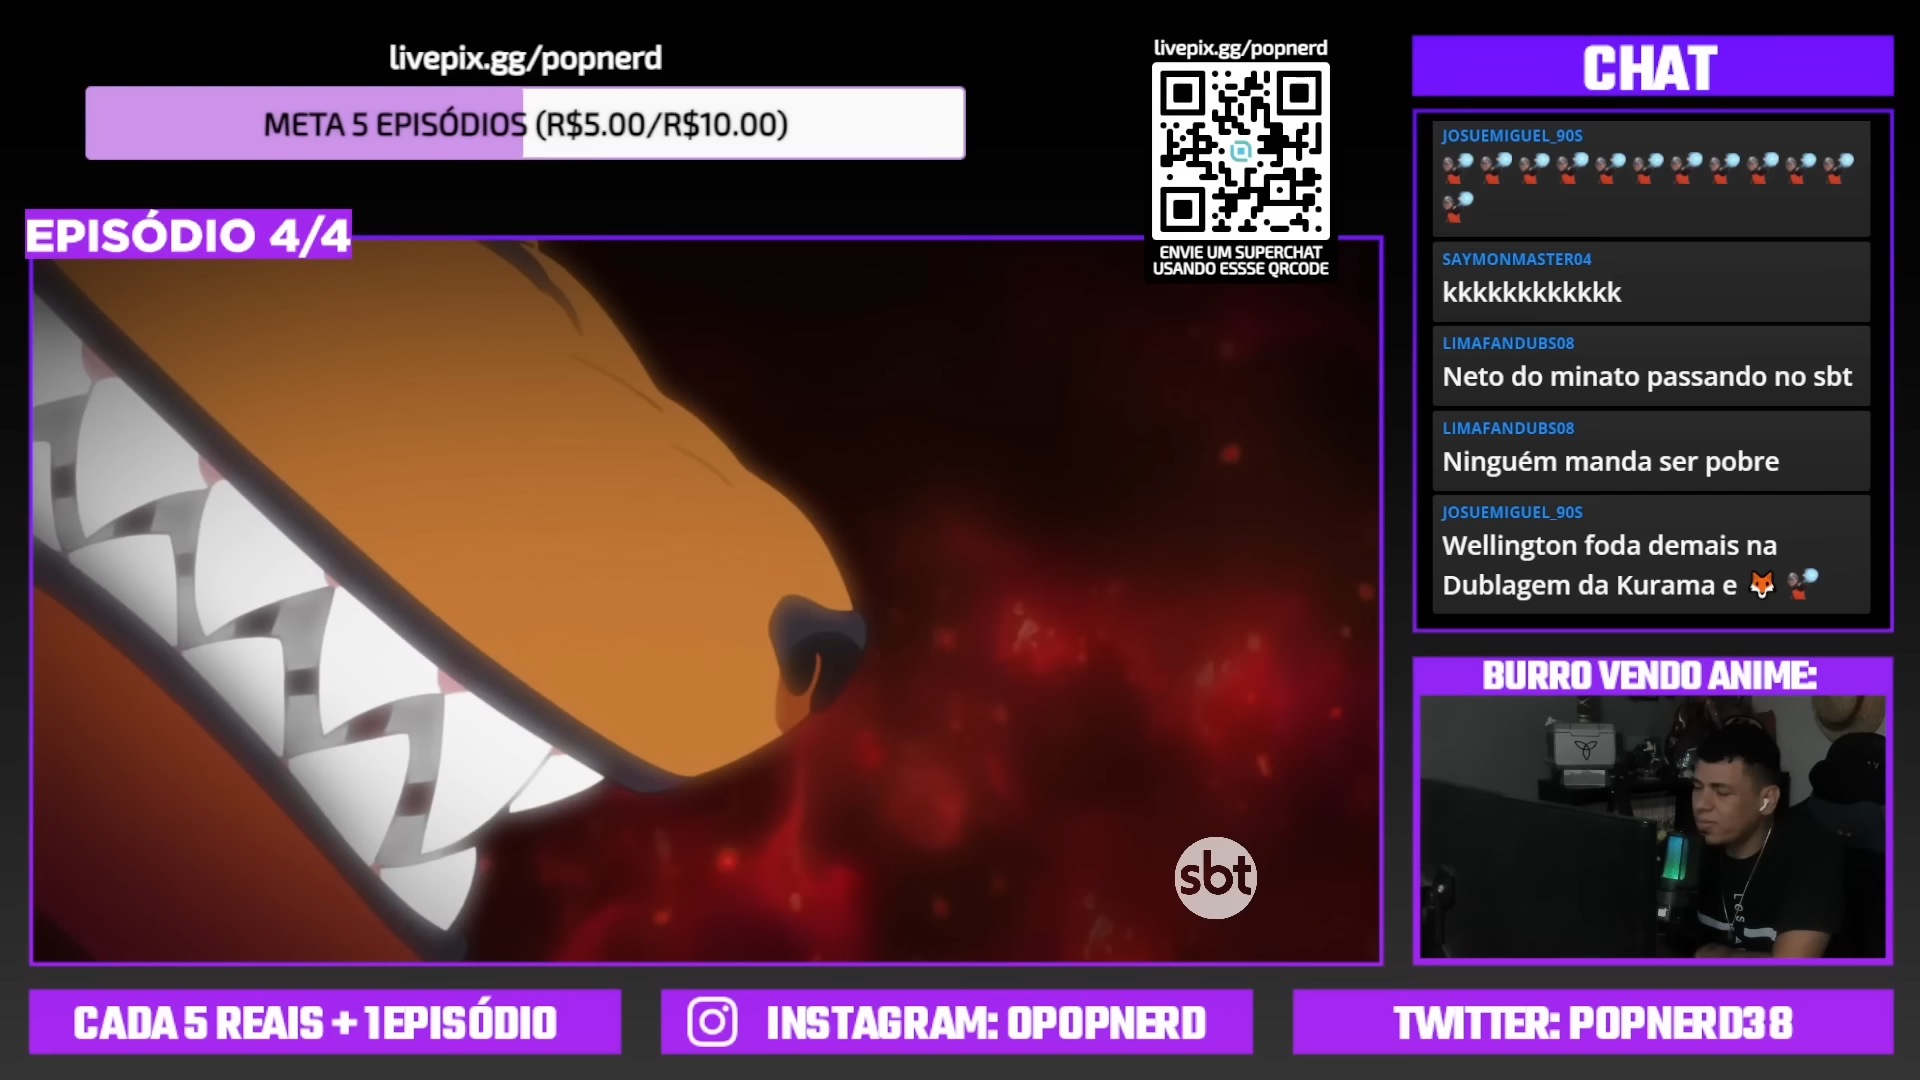 livepix.gg/popnerd
META 5 EPISÓDIOS (R$5.00/R$10.00)
livepix.gg/popnerd
ENVIE UM SUPERCHAT
USANDO ESSSE QRCODE
EPISÓDIO 4/4
sbt
CHAT
JOSUEMIGUEL_90S
SAYMONMASTER04
kkkkkkkkkkkk
LIMAFANDUBS08
Neto do minato passando no sbt
LIMAFANDUBS08
Ninguém manda ser pobre
JOSUEMIGUEL_90S
Wellington foda demais na
Dublagem da Kurama e 🦊
BURRO VENDO ANIME:
CADA 5 REAIS + 1 EPISÓDIO
INSTAGRAM: OPOPNERD
TWITTER: POPNERD38